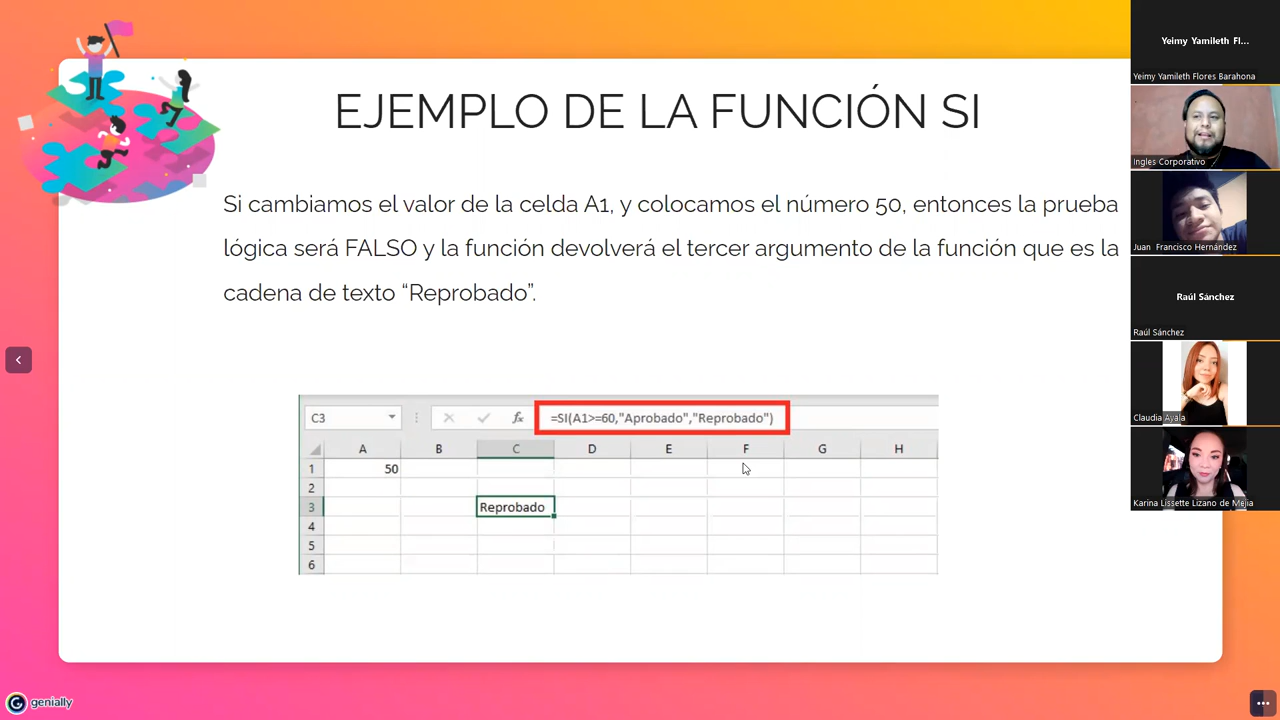 EJEMPLO DE LA FUNCIÓN SI
Si cambiamos el valor de la celda A1, y colocamos el número 50, entonces la prueba
lógica será FALSO y la función devolverá el tercer argumento de la función que es la
cadena de texto “Reprobado”.
C3 fx =SI(A1>=60,"Aprobado","Reprobado")
A B C D E F G H
1 50
2
3 Reprobado
4
5
6
genially
Yeimy Yamileth Fl...
Yeimy Yamileth Flores Barahona
Ingles Corporativo
Juan Francisco Hernández
Raúl Sánchez
Raúl Sánchez
Claudia Ayala
Karina Lissette Lizano de Mejia